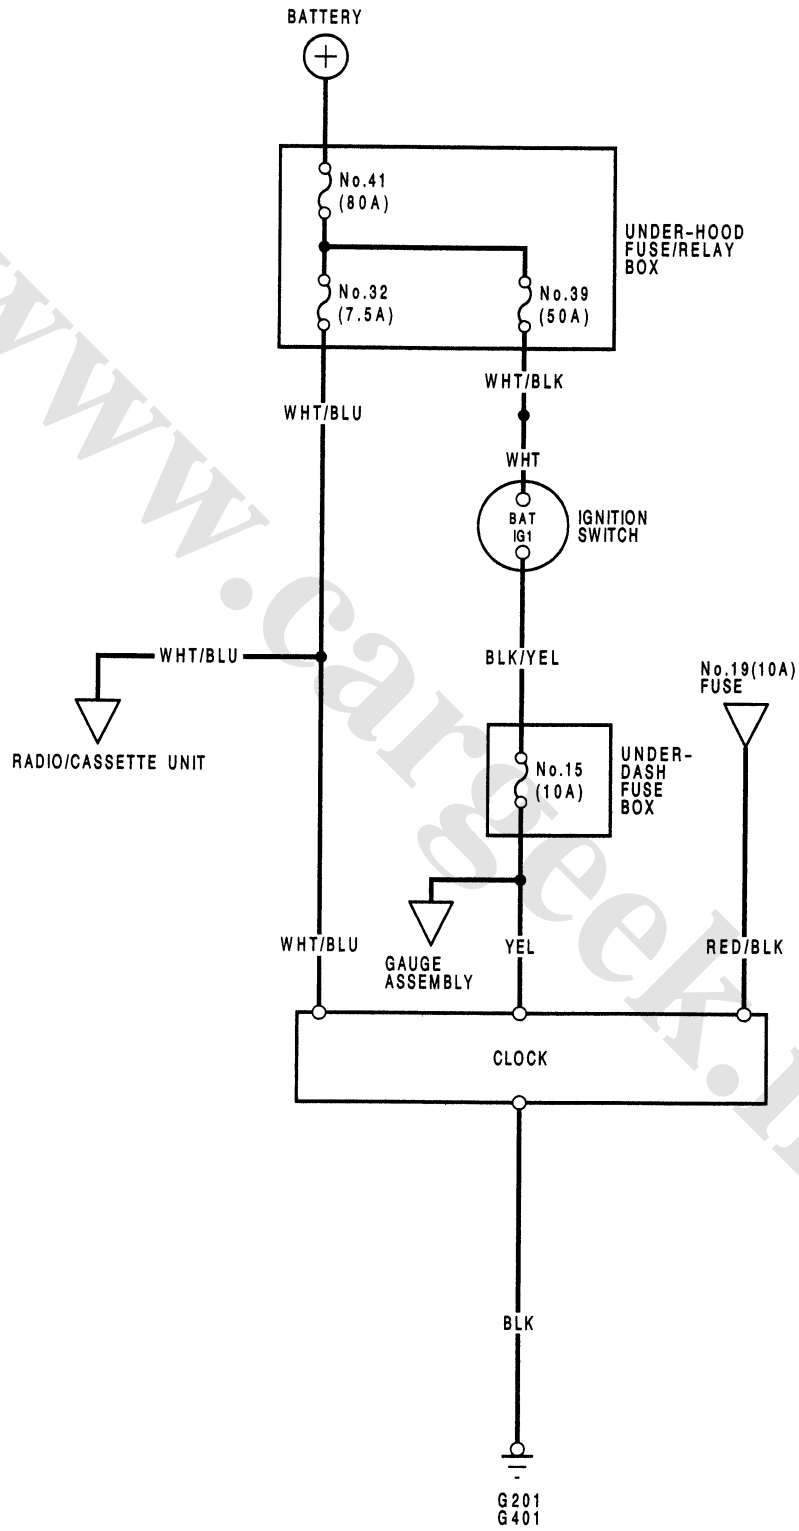 BATTERY
No.41
(80A)
UNDER-HOOD
FUSE/RELAY
BOX
No.32
(7.5A)
No.39
(50A)
WHT/BLK
WHT/BLU
WHT
BAT
IG1
IGNITION
SWITCH
WHT/BLU
BLK/YEL
No.19(10A)
FUSE
RADIO/CASSETTE UNIT
No.15
(10A)
UNDER-
DASH
FUSE
BOX
WHT/BLU
GAUGE
ASSEMBLY
YEL
RED/BLK
CLOCK
BLK
G201
G401
www.cargeek.